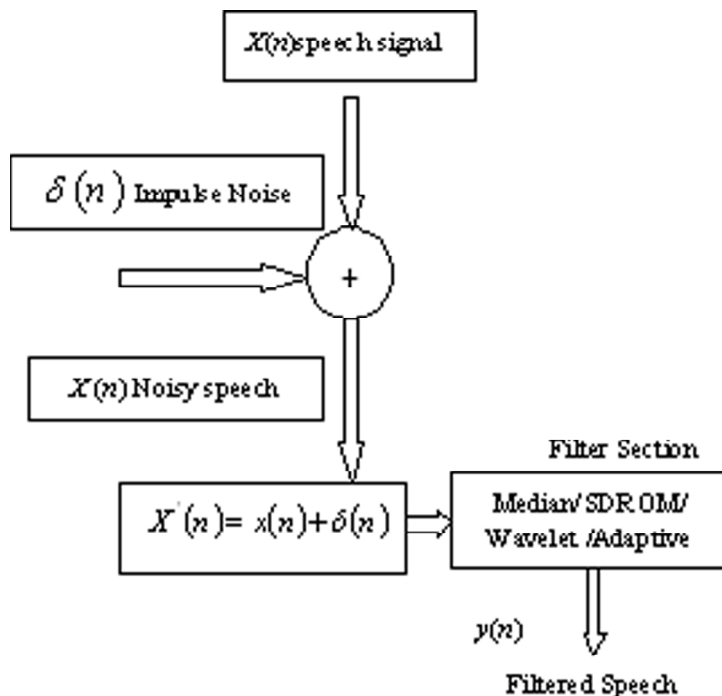 X(n)speech signal
δ(n) Impulse Noise
+
X(n) Noisy speech
Filter Section
X'(n)= x(n)+δ(n)
Median/SDROM/
Wavelet /Adaptive
y(n)
Filtered Speech